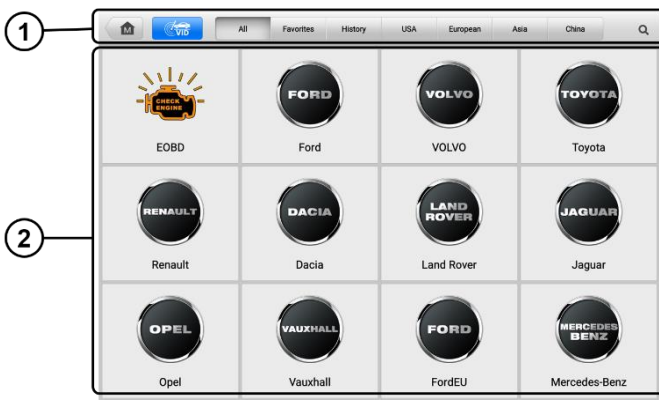 1
M VID All Favorites History USA European Asia China
2
CHECK
ENGINE
EOBD
FORD
Ford
VOLVO
VOLVO
TOYOTA
Toyota
RENAULT
Renault
DACIA
Dacia
LAND
ROVER
Land Rover
JAGUAR
Jaguar
OPEL
Opel
VAUXHALL
Vauxhall
FORD
FordEU
MERCEDES
BENZ
Mercedes-Benz